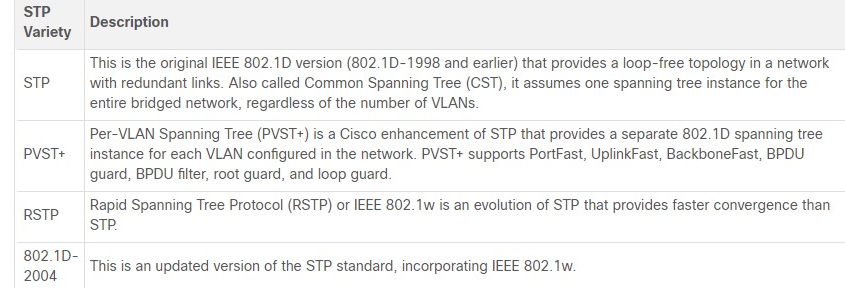 STP
Variety
Description
STP
This is the original IEEE 802.1D version (802.1D-1998 and earlier) that provides a loop-free topology in a network
with redundant links. Also called Common Spanning Tree (CST), it assumes one spanning tree instance for the
entire bridged network, regardless of the number of VLANs.
PVST+
Per-VLAN Spanning Tree (PVST+) is a Cisco enhancement of STP that provides a separate 802.1D spanning tree
instance for each VLAN configured in the network. PVST+ supports PortFast, UplinkFast, BackboneFast, BPDU
guard, BPDU filter, root guard, and loop guard.
RSTP
Rapid Spanning Tree Protocol (RSTP) or IEEE 802.1w is an evolution of STP that provides faster convergence than
STP.
802.1D-
2004
This is an updated version of the STP standard, incorporating IEEE 802.1w.